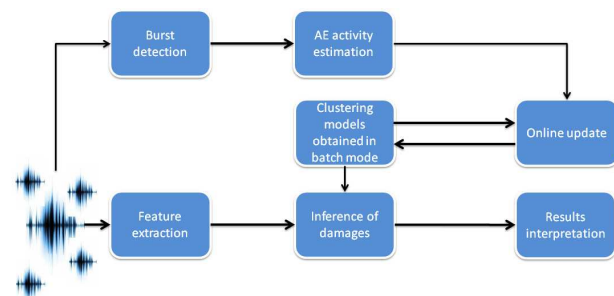 Burst
detection
AE activity
estimation
Clustering
models
obtained in
batch mode
Online update
Feature
extraction
Inference of
damages
Results
interpretation